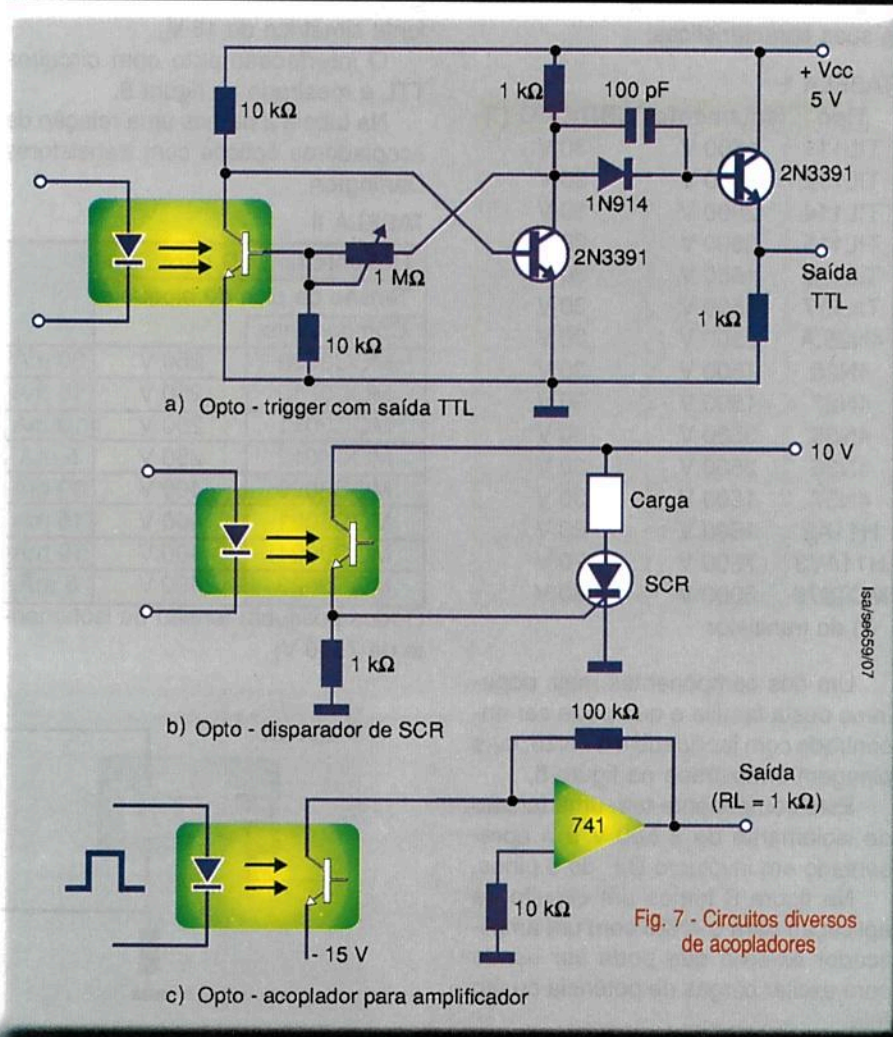 10 kΩ
1 kΩ
100 pF
+ Vcc
5 V
2N3391
1N914
2N3391
1 MΩ
Saída
TTL
10 kΩ
1 kΩ
a) Opto - trigger com saída TTL
10 V
Carga
SCR
1 kΩ
b) Opto - disparador de SCR
Isa/se659/07
100 kΩ
Saída
(RL = 1 kΩ)
741
10 kΩ
- 15 V
Fig. 7 - Circuitos diversos
de acopladores
c) Opto - acoplador para amplificador